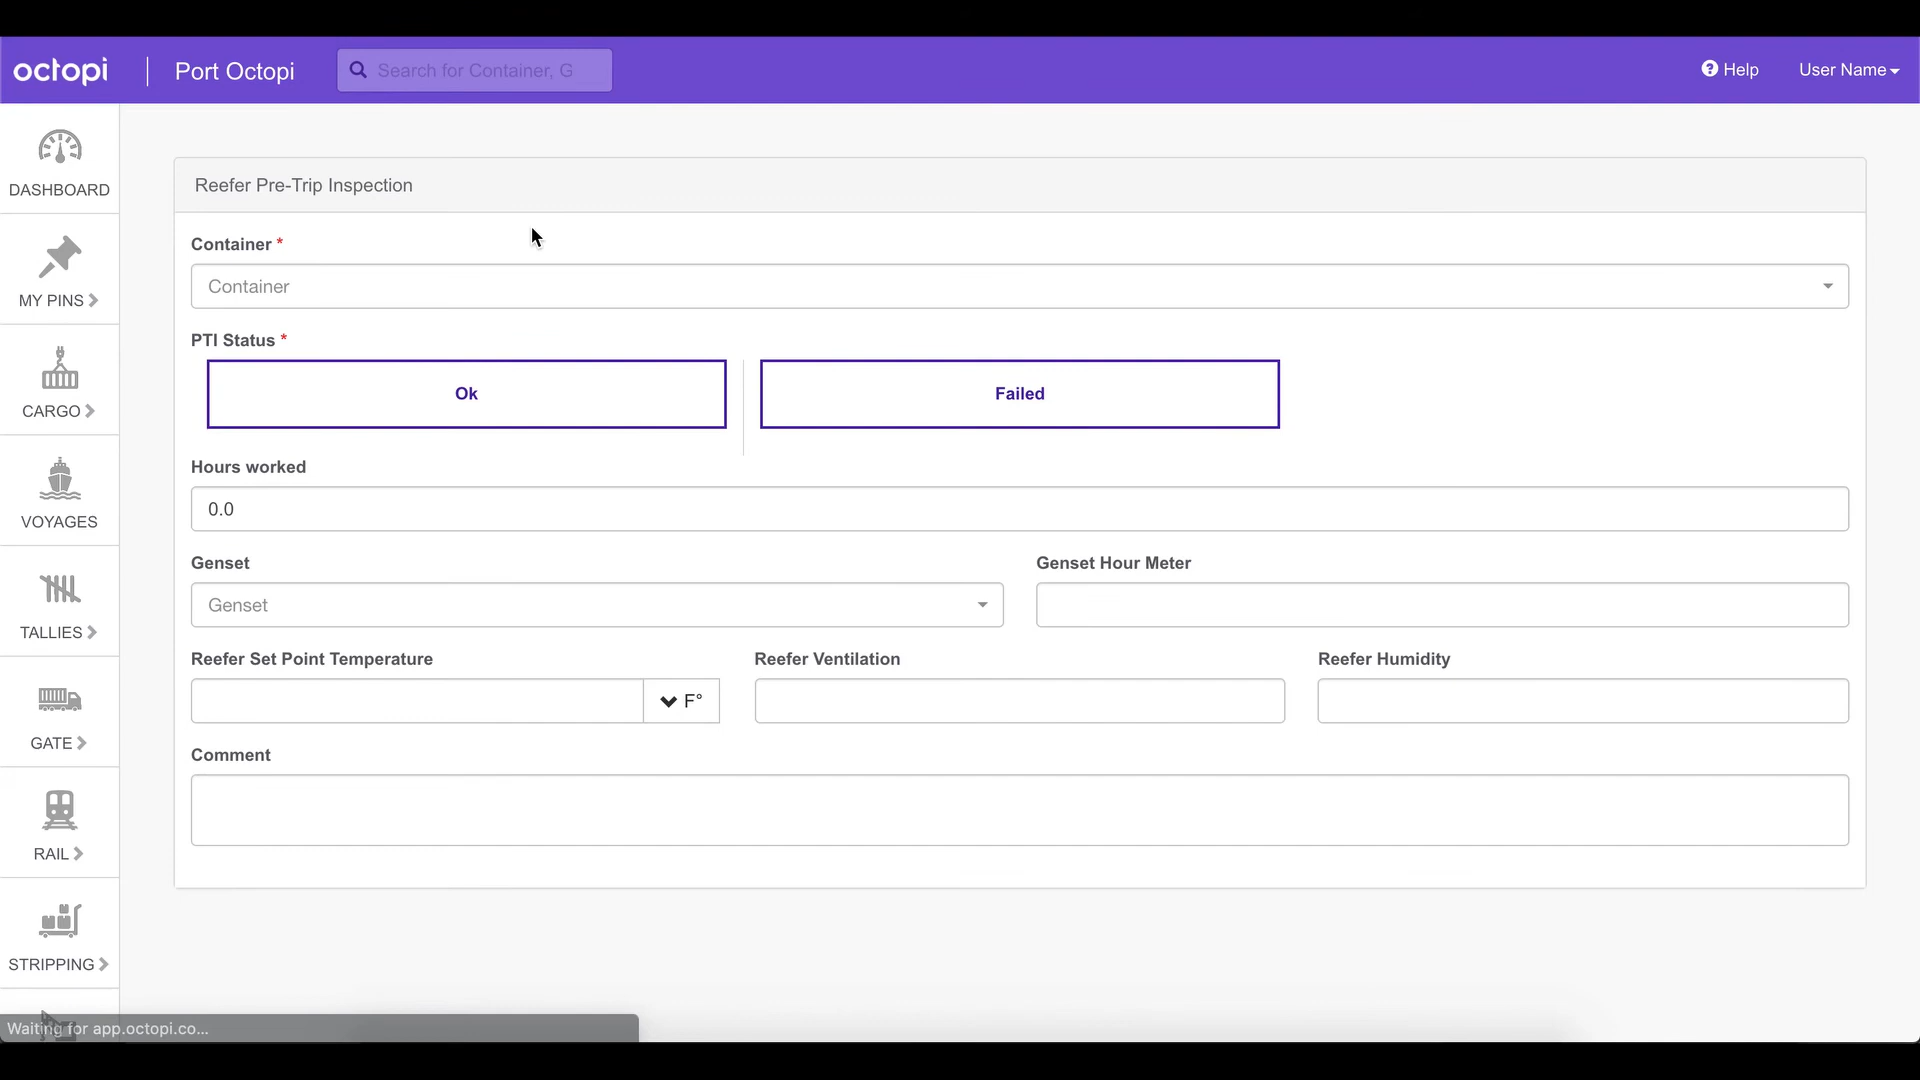 octopi
Port Octopi
Search for Container, G
Help
User Name
DASHBOARD
MY PINS
CARGO
VOYAGES
TALLIES
GATE
RAIL
STRIPPING
Reefer Pre-Trip Inspection
Container *
Container
PTI Status *
Ok
Failed
Hours worked
0.0
Genset
Genset Hour Meter
Genset
Reefer Set Point Temperature
Reefer Ventilation
Reefer Humidity
F°
Comment
Waiting for app.octopi.co...